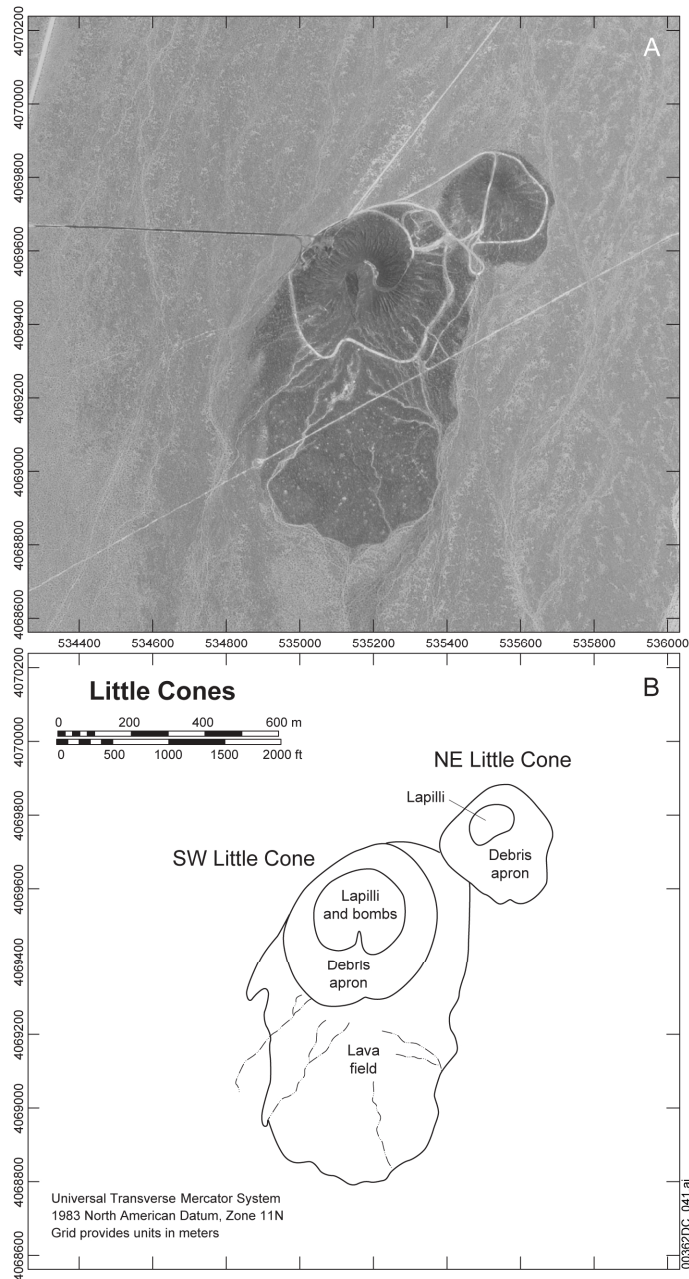 A
4070200
4070000
4069800
4069600
4069400
4069200
4069000
4068800
4068600
534400 534600 534800 535000 535200 535400 535600 535800 536000
B
Little Cones
0 200 400 600 m
0 500 1000 1500 2000 ft
4070200
4070000
4069800
4069600
4069400
4069200
4069000
4068800
4068600
NE Little Cone
Lapilli
Debris
apron
SW Little Cone
Lapilli
and bombs
Debris
apron
Lava
field
Universal Transverse Mercator System
1983 North American Datum, Zone 11N
Grid provides units in meters
00362DC_041.ai